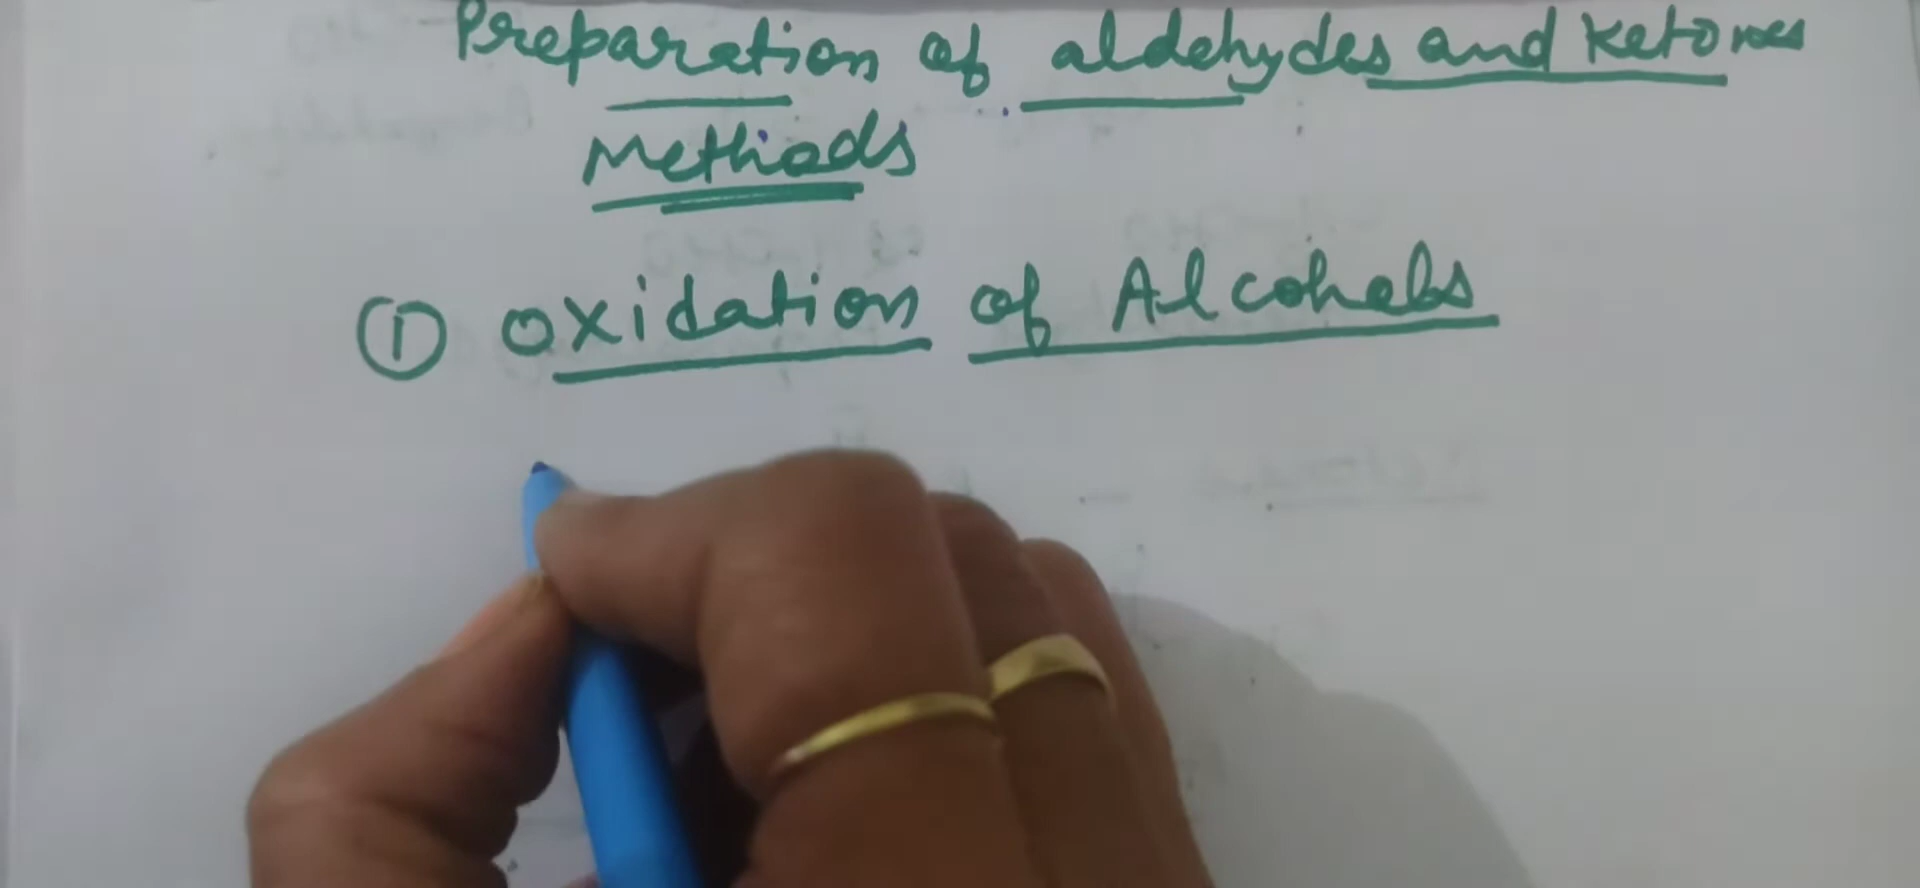 Preparation of aldehydes and ketones
Methods
① Oxidation of Alcohols